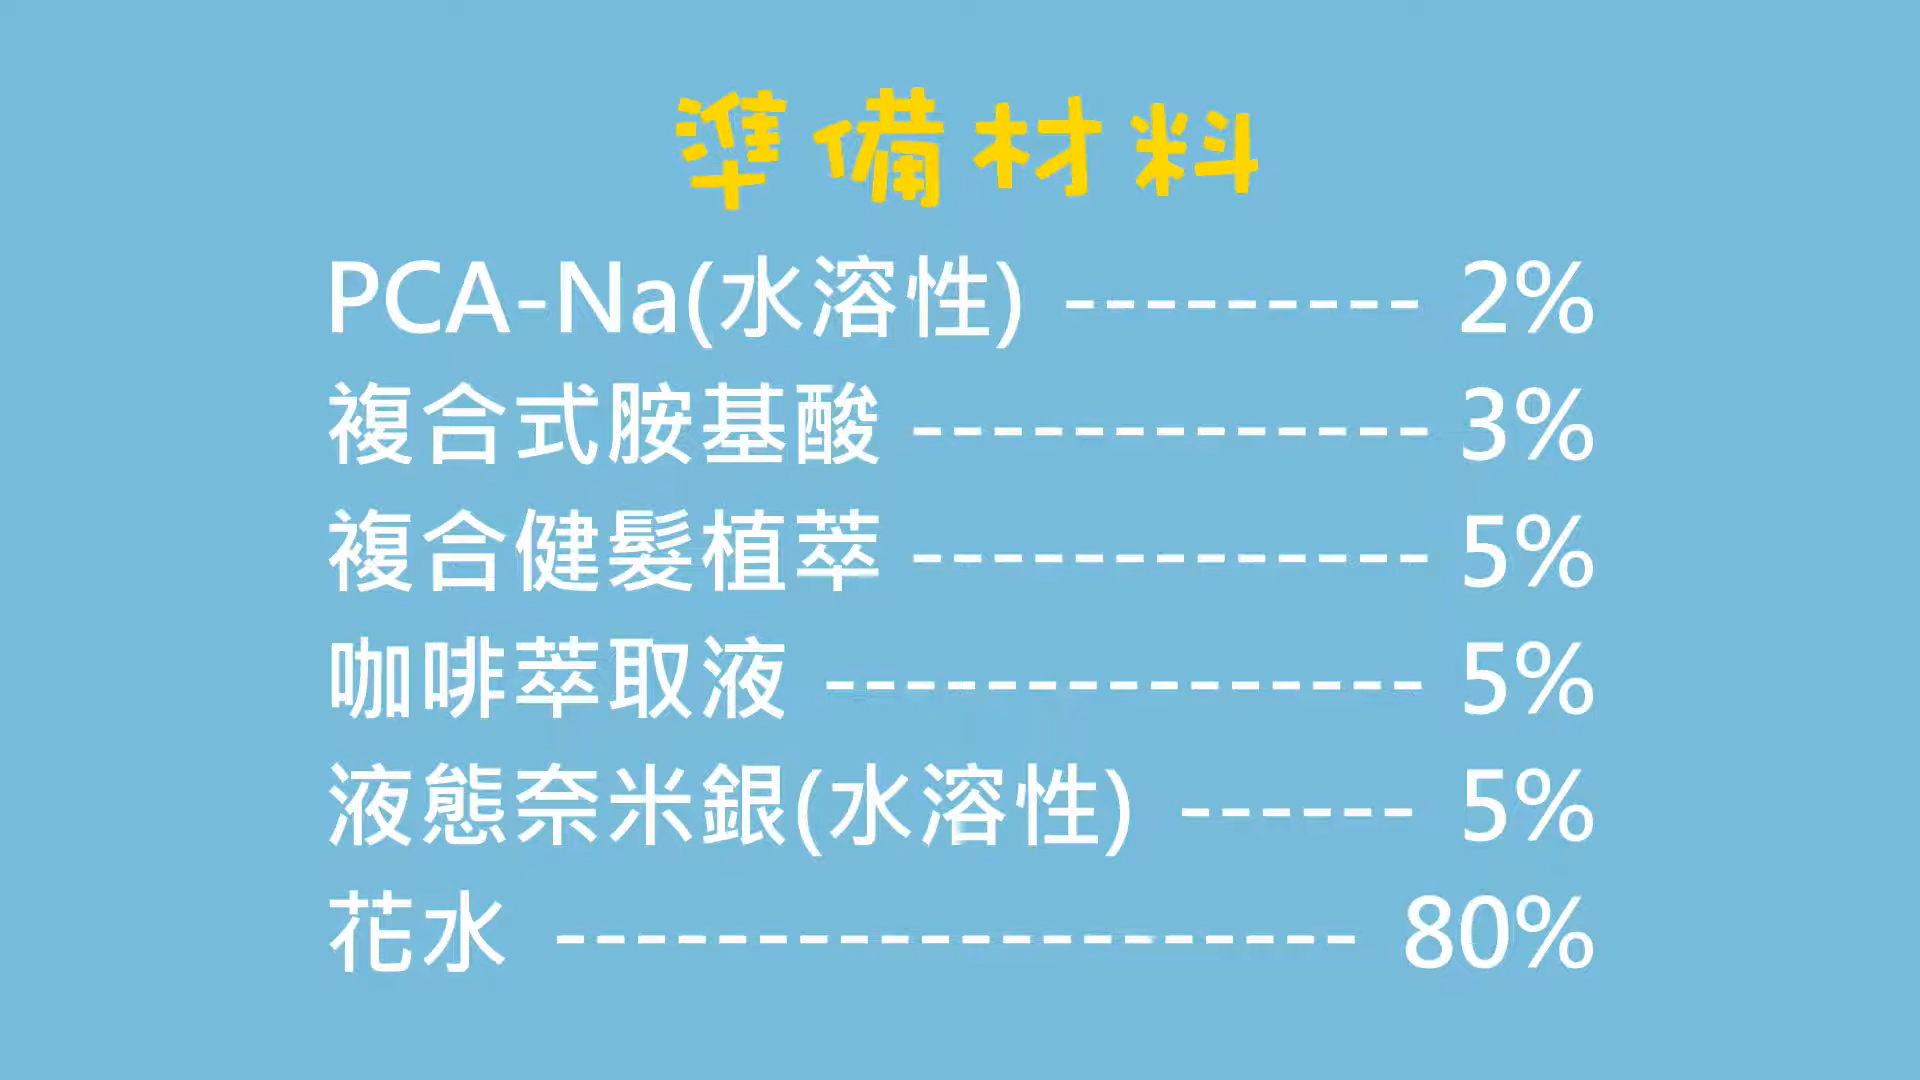 準備材料
PCA-Na(水溶性) --------- 2%
複合式胺基酸 ------------- 3%
複合健髮植萃 ------------- 5%
咖啡萃取液 --------------- 5%
液態奈米銀(水溶性) ------ 5%
花水 -------------------- 80%